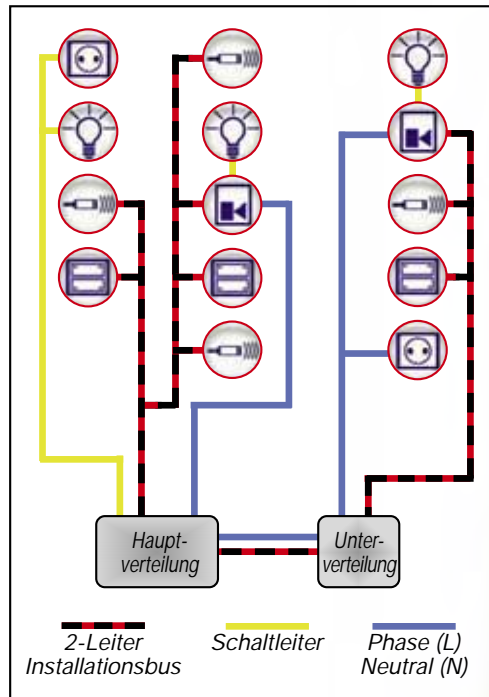 Haupt-
verteilung
Unter-
verteilung
2-Leiter
Installationsbus
Schaltleiter
Phase (L)
Neutral (N)